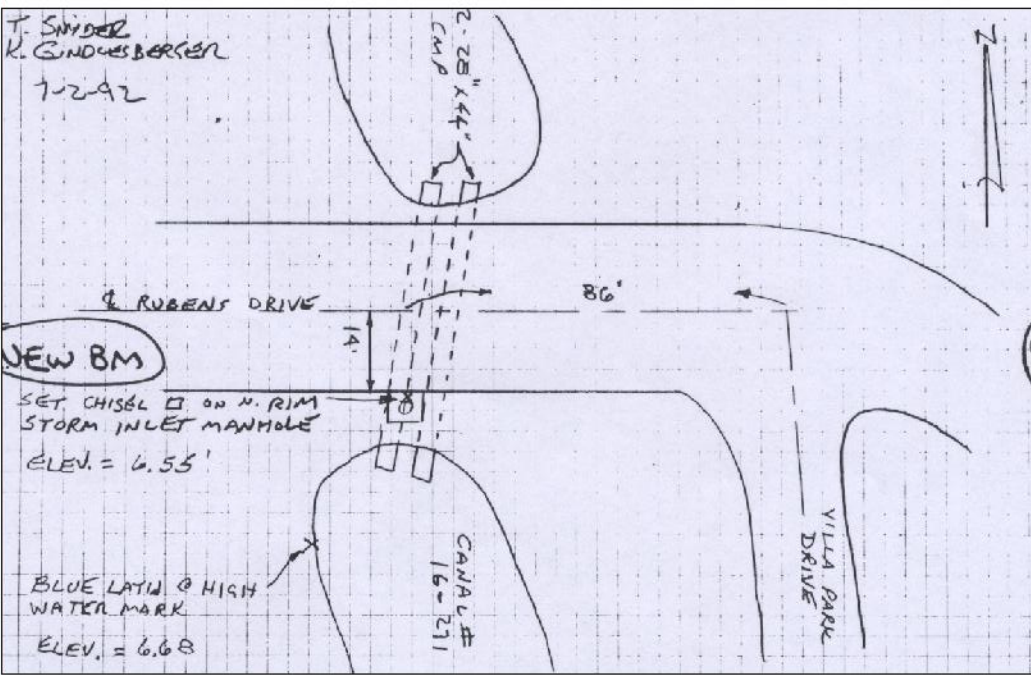 T. SNYDER
K. GINDLESBERGER
7-2-92
2-28" X 44'
CMP
N
℄ RUBENS DRIVE
86'
14'
NEW BM
SET CHISEL □ ON N. RIM
STORM INLET MANHOLE
ELEV. = 6.55'
BLUE LATH @ HIGH
WATER MARK
ELEV. = 6.68
CANAL #
16-271
VILLA PARK
DRIVE